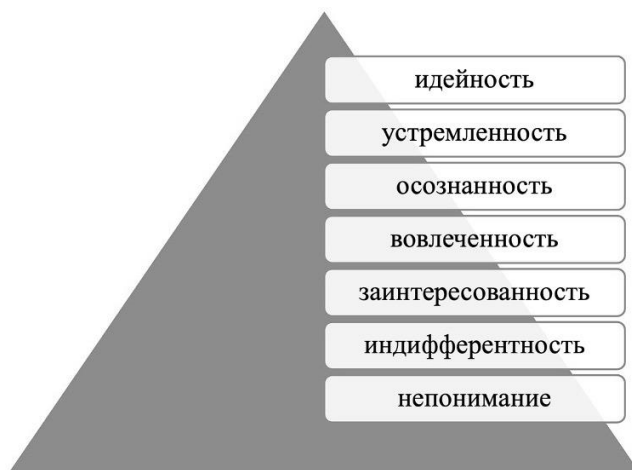 идейность
устремленность
осознанность
вовлеченность
заинтересованность
индифферентность
непонимание